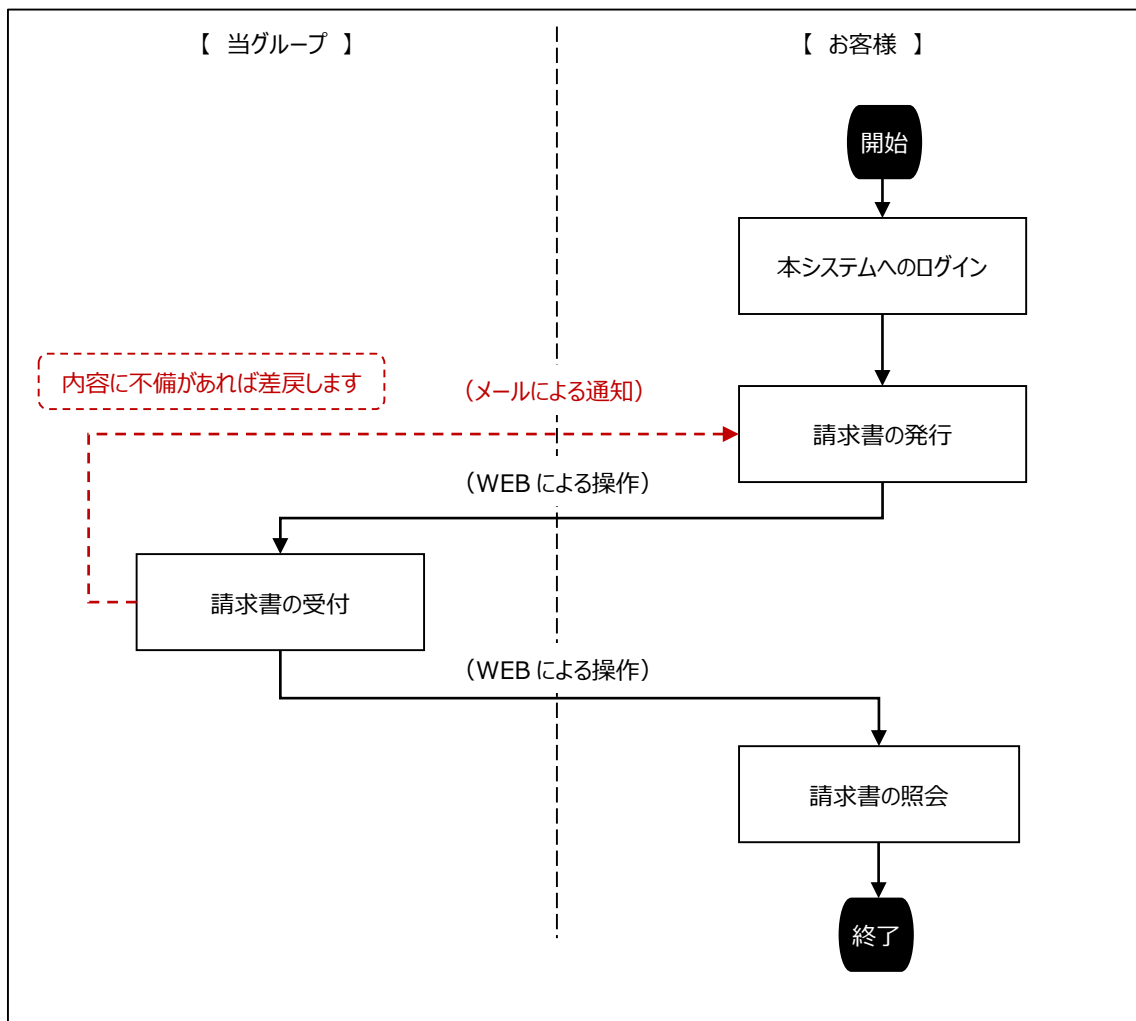 【 当グループ 】
【 お客様 】
開始
本システムへのログイン
内容に不備があれば差戻します
（メールによる通知）
請求書の発行
（WEB による操作）
請求書の受付
（WEB による操作）
請求書の照会
終了